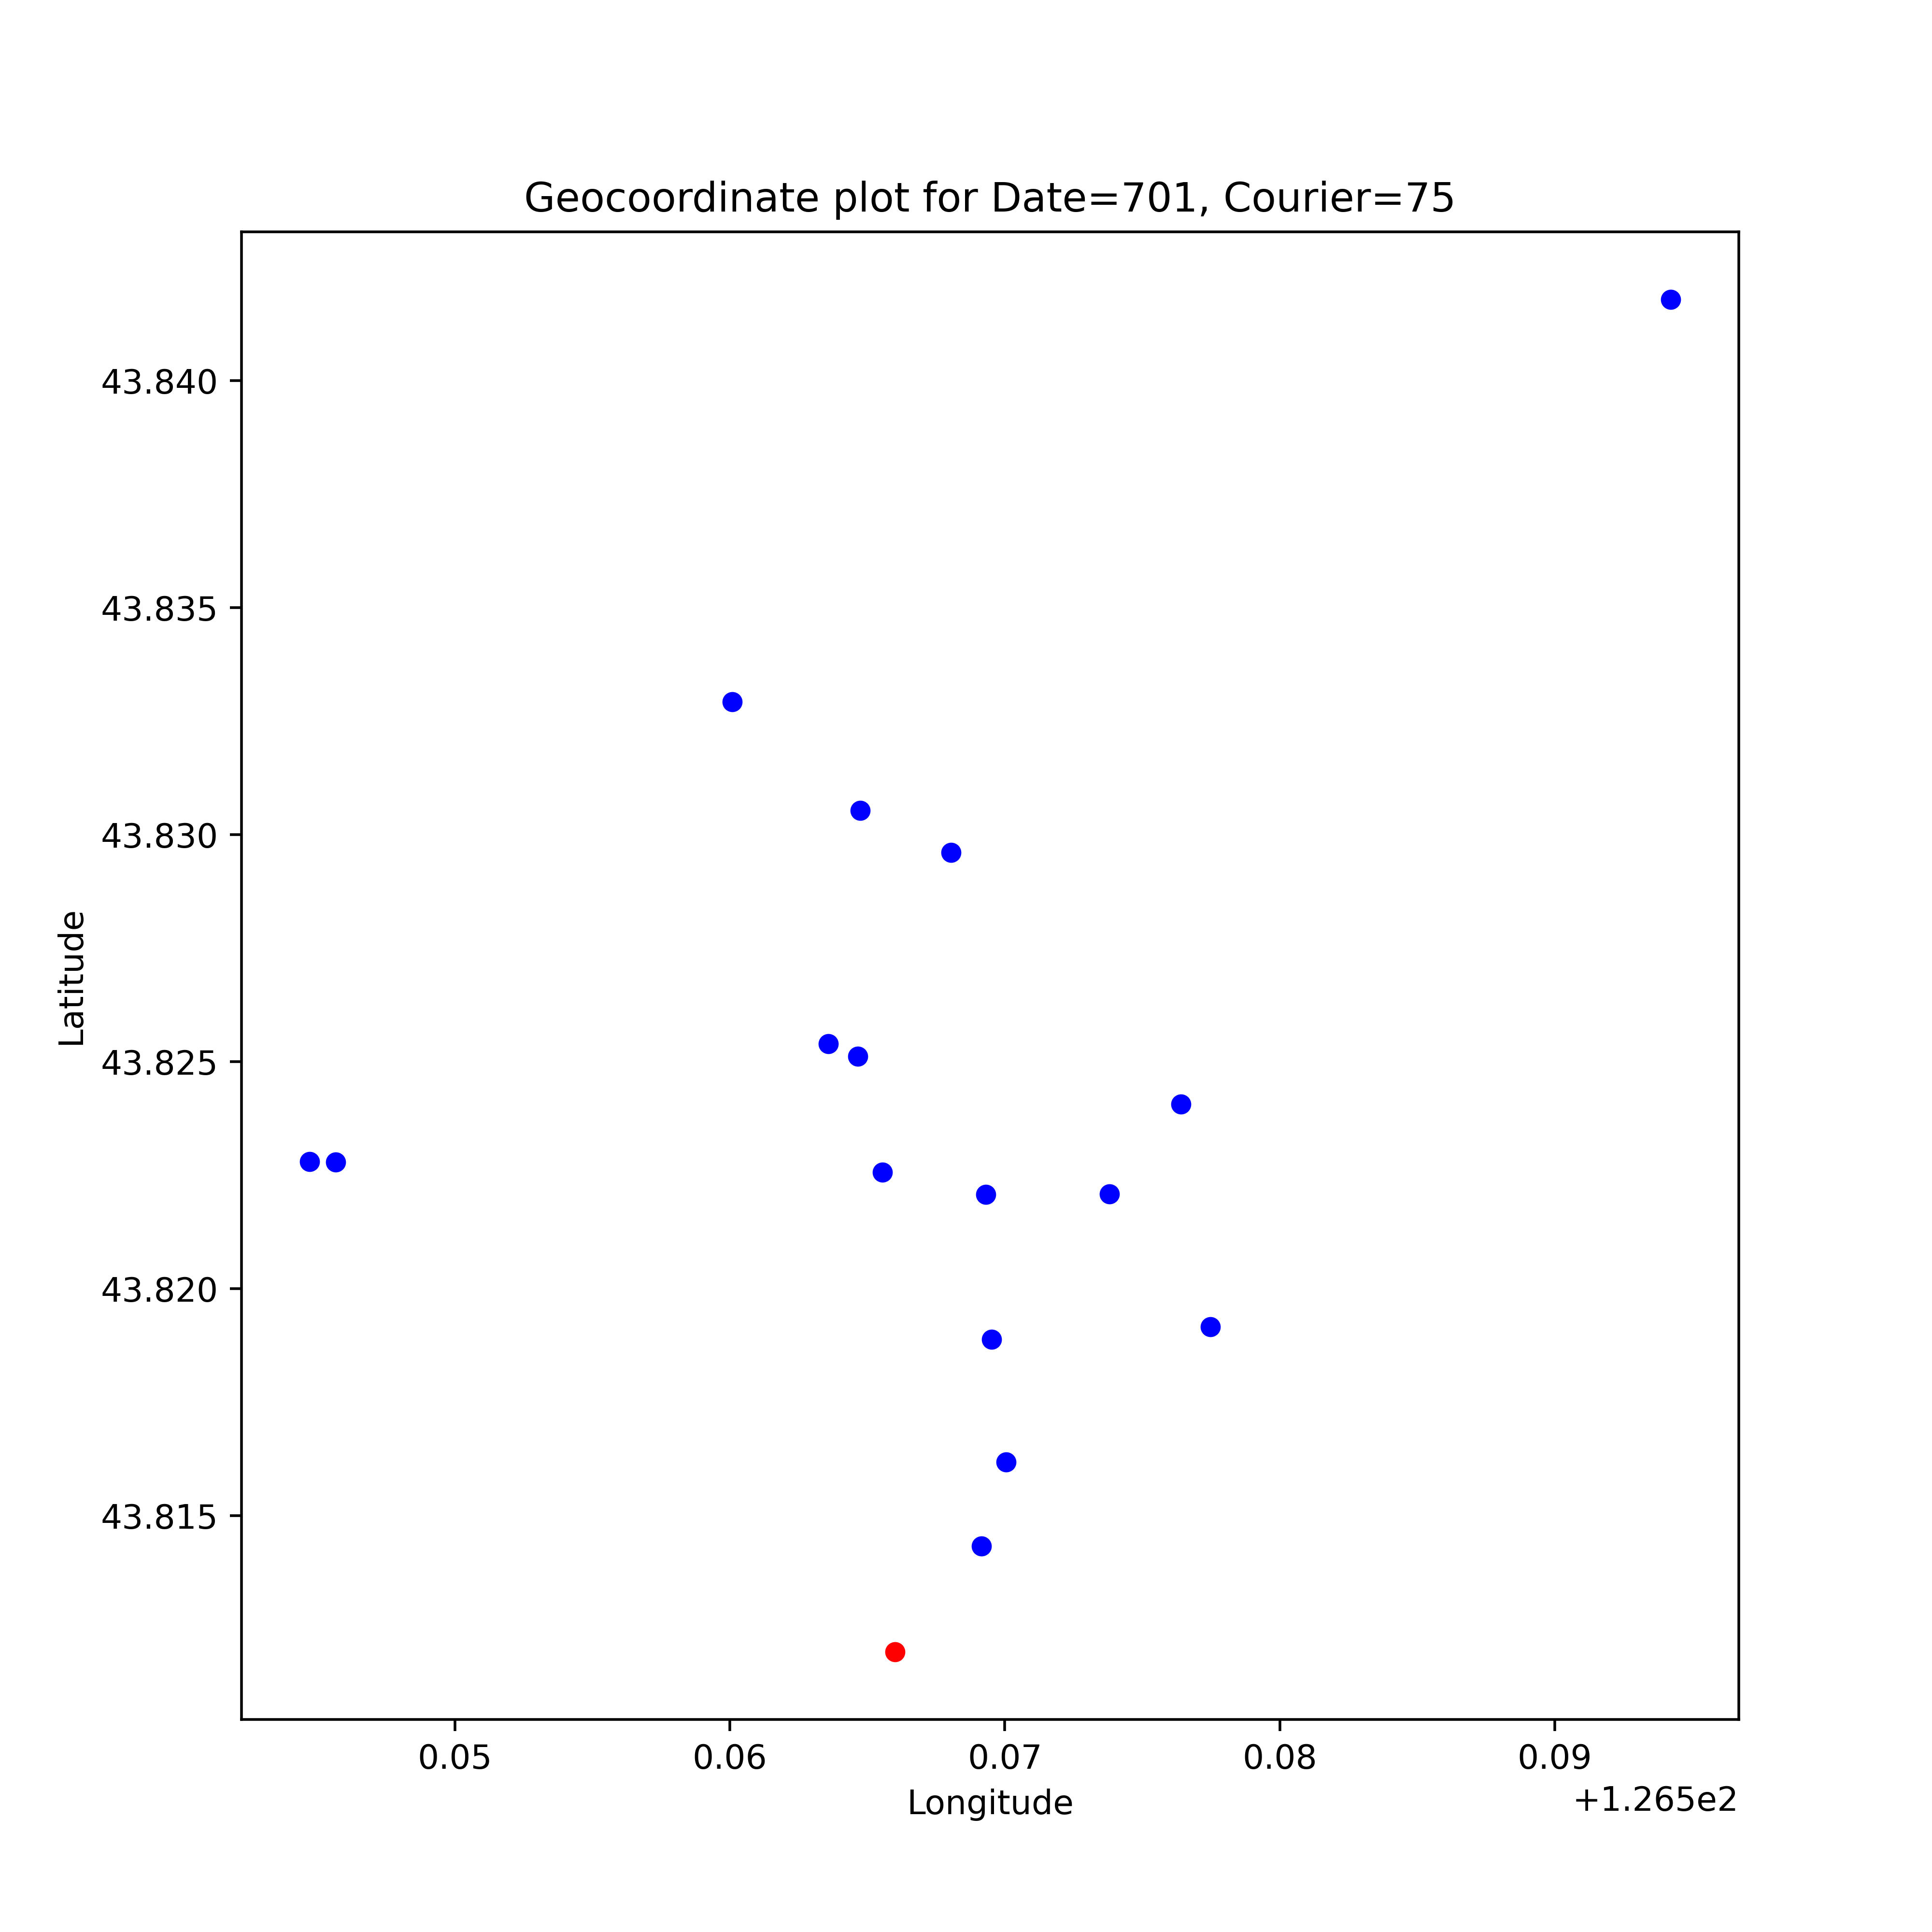 Geocoordinate plot for Date=701, Courier=75
43.840
43.835
43.830
43.825
43.820
43.815
Latitude
0.05 0.06 0.07 0.08 0.09
Longitude
+1.265e2